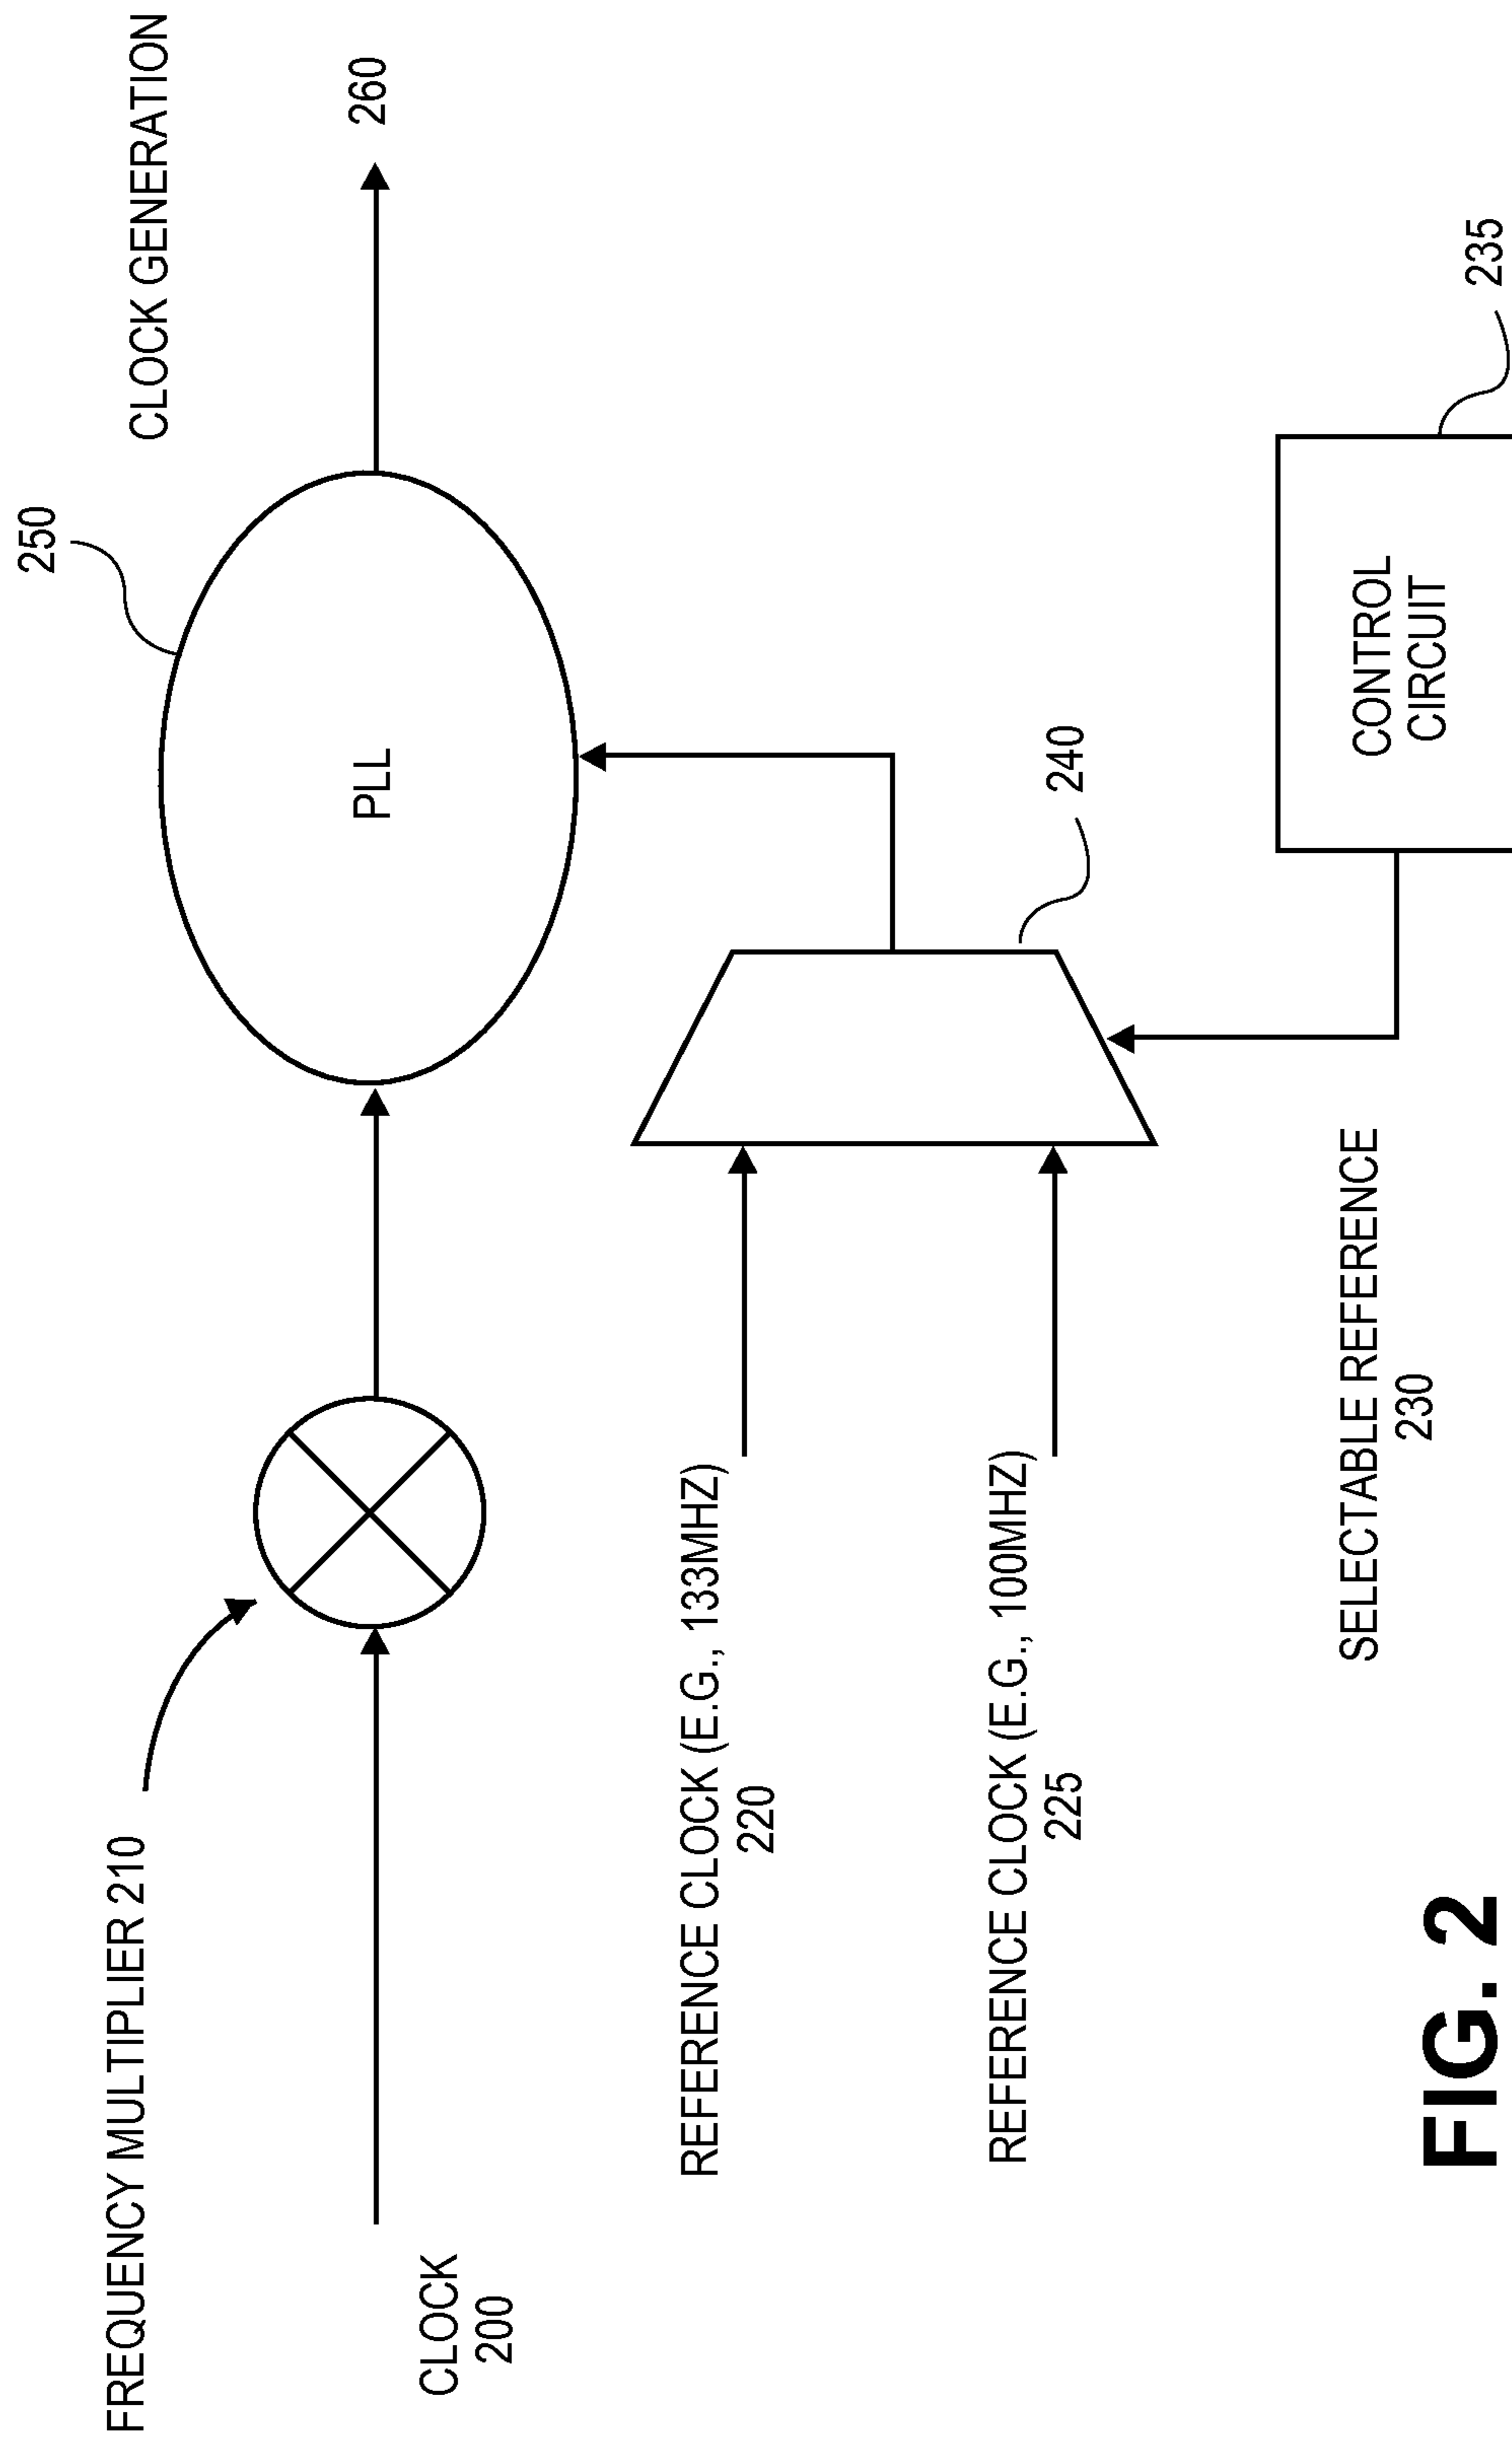 CLOCK GENERATION
250
260
PLL
FREQUENCY MULTIPLIER 210
CLOCK
200
REFERENCE CLOCK (E.G., 133MHZ)
220
240
REFERENCE CLOCK (E.G., 100MHZ)
225
CONTROL
CIRCUIT
235
SELECTABLE REFERENCE
230
FIG. 2